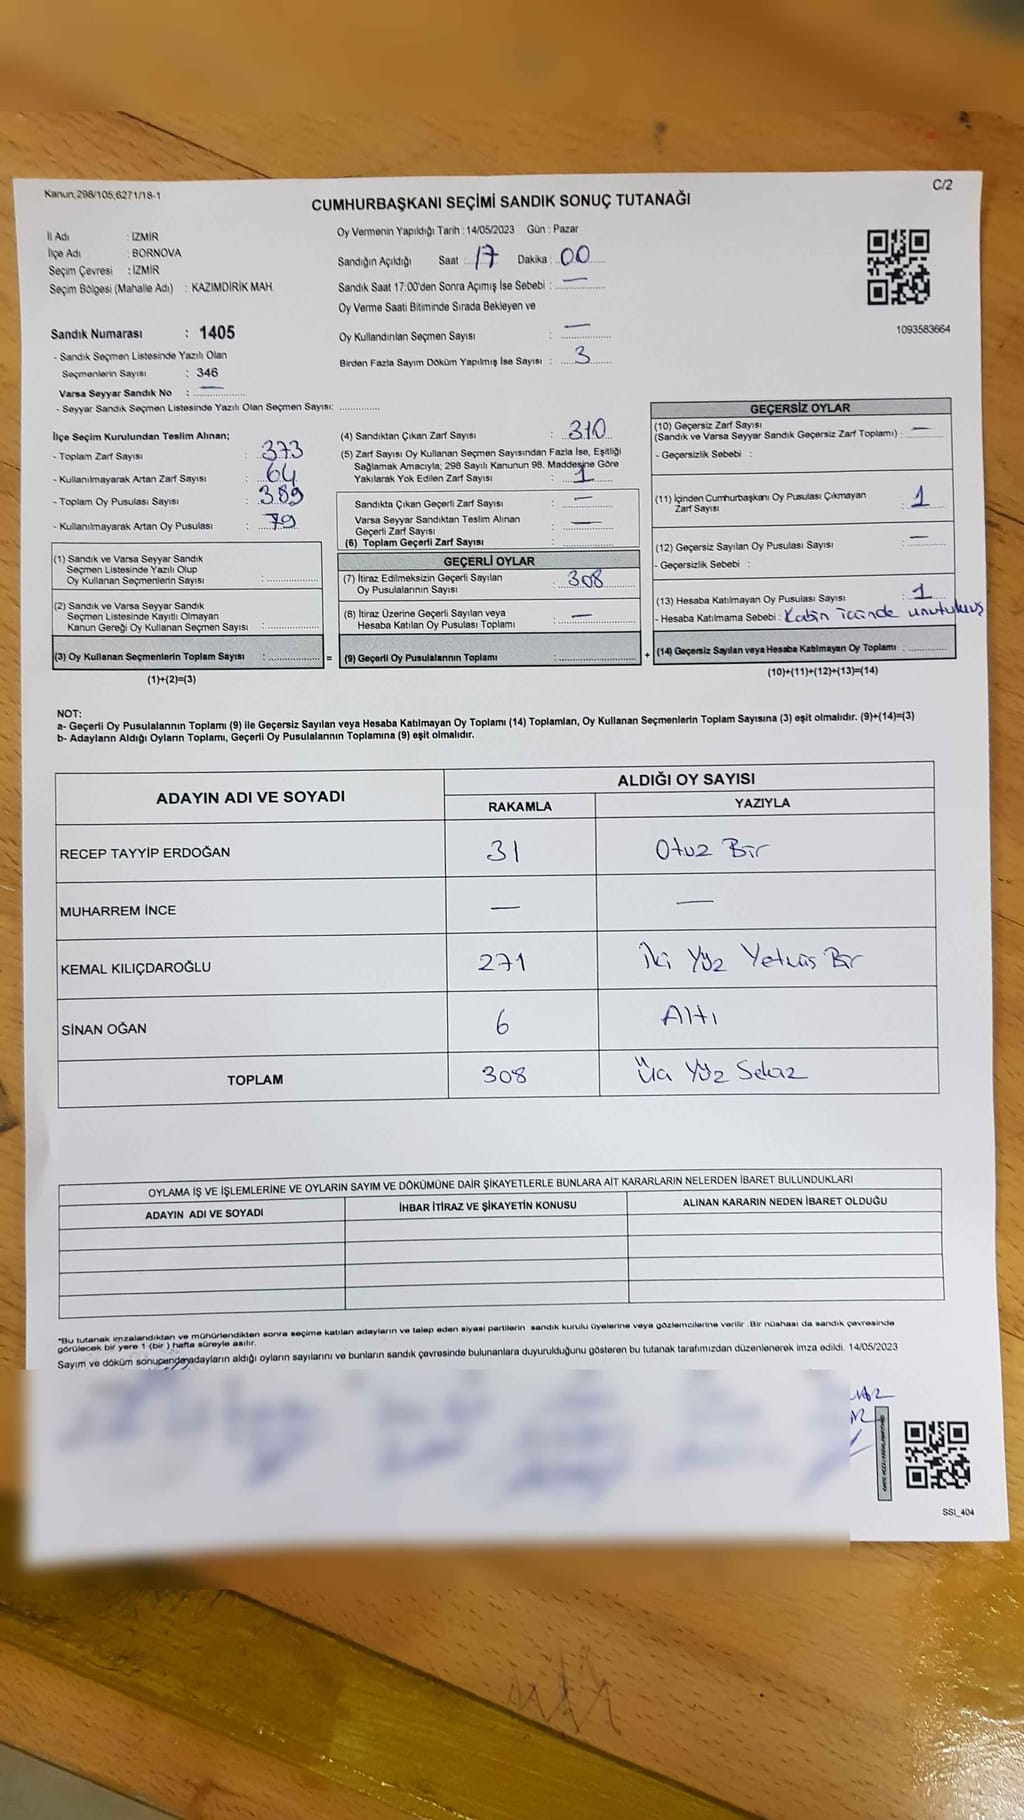 Kanun;298/105,6271/18-1
C/2
CUMHURBAŞKANI SEÇİMİ SANDIK SONUÇ TUTANAĞI
İl Adı : İZMİR
İlçe Adı : BORNOVA
Seçim Çevresi : İZMİR
Seçim Bölgesi (Mahalle Adı) : KAZIMDİRİK MAH.
Oy Vermenin Yapıldığı Tarih : 14/05/2023 Gün : Pazar
Sandığın Açıldığı Saat : 17 Dakika : 00
Sandık Saat 17:00'den Sonra Açımış İse Sebebi : —
Oy Verme Saati Bitiminde Sırada Bekleyen ve
Oy Kullandırılan Seçmen Sayısı : —
Birden Fazla Sayım Döküm Yapılmış İse Sayısı : 3
1093583664
Sandık Numarası : 1405
- Sandık Seçmen Listesinde Yazılı Olan
Seçmenlerin Sayısı : 346
Varsa Seyyar Sandık No : —
- Seyyar Sandık Seçmen Listesinde Yazılı Olan Seçmen Sayısı: ..............
İlçe Seçim Kurulundan Teslim Alınan;
- Toplam Zarf Sayısı : 373
- Kullanılmayarak Artan Zarf Sayısı : 64
- Toplam Oy Pusulası Sayısı : 389
- Kullanılmayarak Artan Oy Pusulası : 79
(1) Sandık ve Varsa Seyyar Sandık
Seçmen Listesinde Yazılı Olup
Oy Kullanan Seçmenlerin Sayısı : ..............
(2) Sandık ve Varsa Seyyar Sandık
Seçmen Listesinde Kayıtlı Olmayan
Kanun Gereği Oy Kullanan Seçmen Sayısı : ..............
(3) Oy Kullanan Seçmenlerin Toplam Sayısı : .............. =
(1)+(2)=(3)
(4) Sandıktan Çıkan Zarf Sayısı : 310
(5) Zarf Sayısı Oy Kullanan Seçmen Sayısından Fazla İse, Eşitliği
Sağlamak Amacıyla; 298 Sayılı Kanunun 98. Maddesine Göre
Yakılarak Yok Edilen Zarf Sayısı : 1
Sandıkta Çıkan Geçerli Zarf Sayısı : —
Varsa Seyyar Sandıktan Teslim Alınan
Geçerli Zarf Sayısı : —
(6) Toplam Geçerli Zarf Sayısı : ..............
GEÇERLİ OYLAR
(7) İtiraz Edilmeksizin Geçerli Sayılan
Oy Pusulalarının Sayısı : 308
(8) İtiraz Üzerine Geçerli Sayılan veya
Hesaba Katılan Oy Pusulası Toplamı : —
(9) Geçerli Oy Pusulalarının Toplamı : .............. +
GEÇERSİZ OYLAR
(10) Geçersiz Zarf Sayısı
(Sandık ve Varsa Seyyar Sandık Geçersiz Zarf Toplamı) : —
- Geçersizlik Sebebi :
(11) İçinden Cumhurbaşkanı Oy Pusulası Çıkmayan
Zarf Sayısı : 1
(12) Geçersiz Sayılan Oy Pusulası Sayısı : —
- Geçersizlik Sebebi :
(13) Hesaba Katılmayan Oy Pusulası Sayısı : 1
- Hesaba Katılmama Sebebi : Kabin içinde unutulmuş
(14) Geçersiz Sayılan veya Hesaba Katılmayan Oy Toplamı : ..............
(10)+(11)+(12)+(13)=(14)
NOT:
a- Geçerli Oy Pusulalarının Toplamı (9) ile Geçersiz Sayılan veya Hesaba Katılmayan Oy Toplamı (14) Toplamları, Oy Kullanan Seçmenlerin Toplam Sayısına (3) eşit olmalıdır. (9)+(14)=(3)
b- Adayların Aldığı Oyların Toplamı, Geçerli Oy Pusulalarının Toplamına (9) eşit olmalıdır.
ADAYIN ADI VE SOYADI ALDIĞI OY SAYISI
RAKAMLA YAZIYLA
RECEP TAYYİP ERDOĞAN 31 Otuz Bir
MUHARREM İNCE — —
KEMAL KILIÇDAROĞLU 271 İki Yüz Yetmiş Bir
SİNAN OĞAN 6 Altı
TOPLAM 308 Üç Yüz Sekiz
OYLAMA İŞ VE İŞLEMLERİNE VE OYLARIN SAYIM VE DÖKÜMÜNE DAİR ŞİKAYETLERLE BUNLARA AİT KARARLARIN NELERDEN İBARET BULUNDUKLARI
ADAYIN ADI VE SOYADI İHBAR İTİRAZ VE ŞİKAYETİN KONUSU ALINAN KARARIN NEDEN İBARET OLDUĞU
*Bu tutanak imzalandıktan ve mühürlendikten sonra seçime katılan adayların ve talep eden siyasi partilerin sandık kurulu üyelerine veya gözlemcilerine verilir. Bir nüshası da sandık çevresinde
görülecek bir yere 1 (bir) hafta süreyle asılır.
Sayım ve döküm sonucunda adayların aldığı oyların sayılarını ve bunların sandık çevresinde bulunanlara duyurulduğunu gösteren bu tutanak tarafımızdan düzenlenerek imza edildi. 14/05/2023
SSİ_404